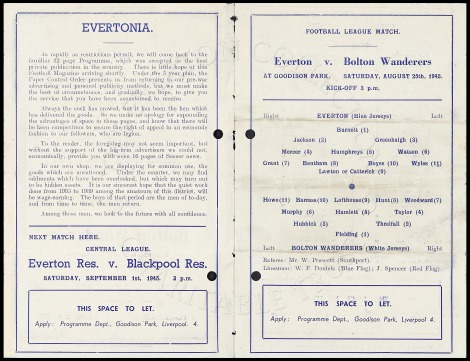 EVERTONIA.
As rapidly as restrictions permit, we will come back to the
familiar 32 page Programme, which was accepted as the best
private publication in the country. There is little hope of this
Football Magazine arriving shortly. Under the 5 year plan, the
Paper Control Order prevents us from returning to our pre-war
advertising and personal publicity methods, but we must make
the best of circumstances, and gradually, we hope, to give you
the service that you have been accustomed to receive.
Always the cock has crowed, but it has been the hen which
has delivered the goods. So we make no apology for expounding
the advantages of space in these pages, and know that there will
be keen competition to secure the right of appeal in an economic
fashion to our followers, who are legion.
To the reader, the foregoing may not seem important, but
without the support of the big-firm advertiser we could not,
economically, provide you with some 16 pages of Soccer news.
In our own shop, we are displaying for common use, the
goods which are unrationed. Under the counter, we may find
oddments which have been overlooked, but which may turn out
to be hidden assets. It is our sincerest hope that the quiet work
done from 1935 to 1939 among the amateurs of this district, will
be wage-earning. The boys of that period are the men of to-day,
and from time to time, the men return.
Among these men, we look to the future with all confidence.
NEXT MATCH HERE.
CENTRAL LEAGUE.
Everton Res. v. Blackpool Res.
SATURDAY, SEPTEMBER 1st, 1945. 3 p.m.
THIS SPACE TO LET.
Apply: Programme Dept., Goodison Park, Liverpool 4.
FOOTBALL LEAGUE MATCH.
Everton v. Bolton Wanderers
AT GOODISON PARK, SATURDAY, AUGUST 25th, 1945.
KICK-OFF 3 p.m.
Right EVERTON (Blue Jerseys) Left
Burnett (1)
Jackson (2) Greenhalgh (3)
Mercer (4) Humphreys (5) Watson (6)
Grant (7) Bentham (8) Boyes (10) Wyles (11)
Lawton or Catterick (9)
Howe (11) Barrass (10) Lofthouse (9) Hunt (8) Woodward (7)
Murphy (6) Hamlett (5) Taylor (4)
Hubbick (3) Threlfall (2)
Fielding (1)
Left BOLTON WANDERERS (White Jerseys) Right
Referee: Mr. W. Prescott (Southport)
Linesmen: W. F. Daniels (Blue Flag); J. Spencer (Red Flag).
THIS SPACE TO LET.
Apply: Programme Dept., Goodison Park, Liverpool 4.